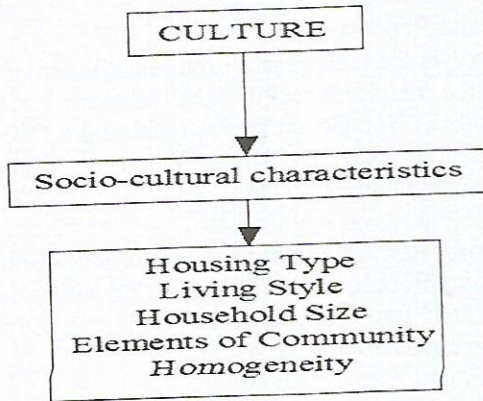 CULTURE
Socio-cultural characteristics
Housing Type
Living Style
Household Size
Elements of Community
Homogeneity